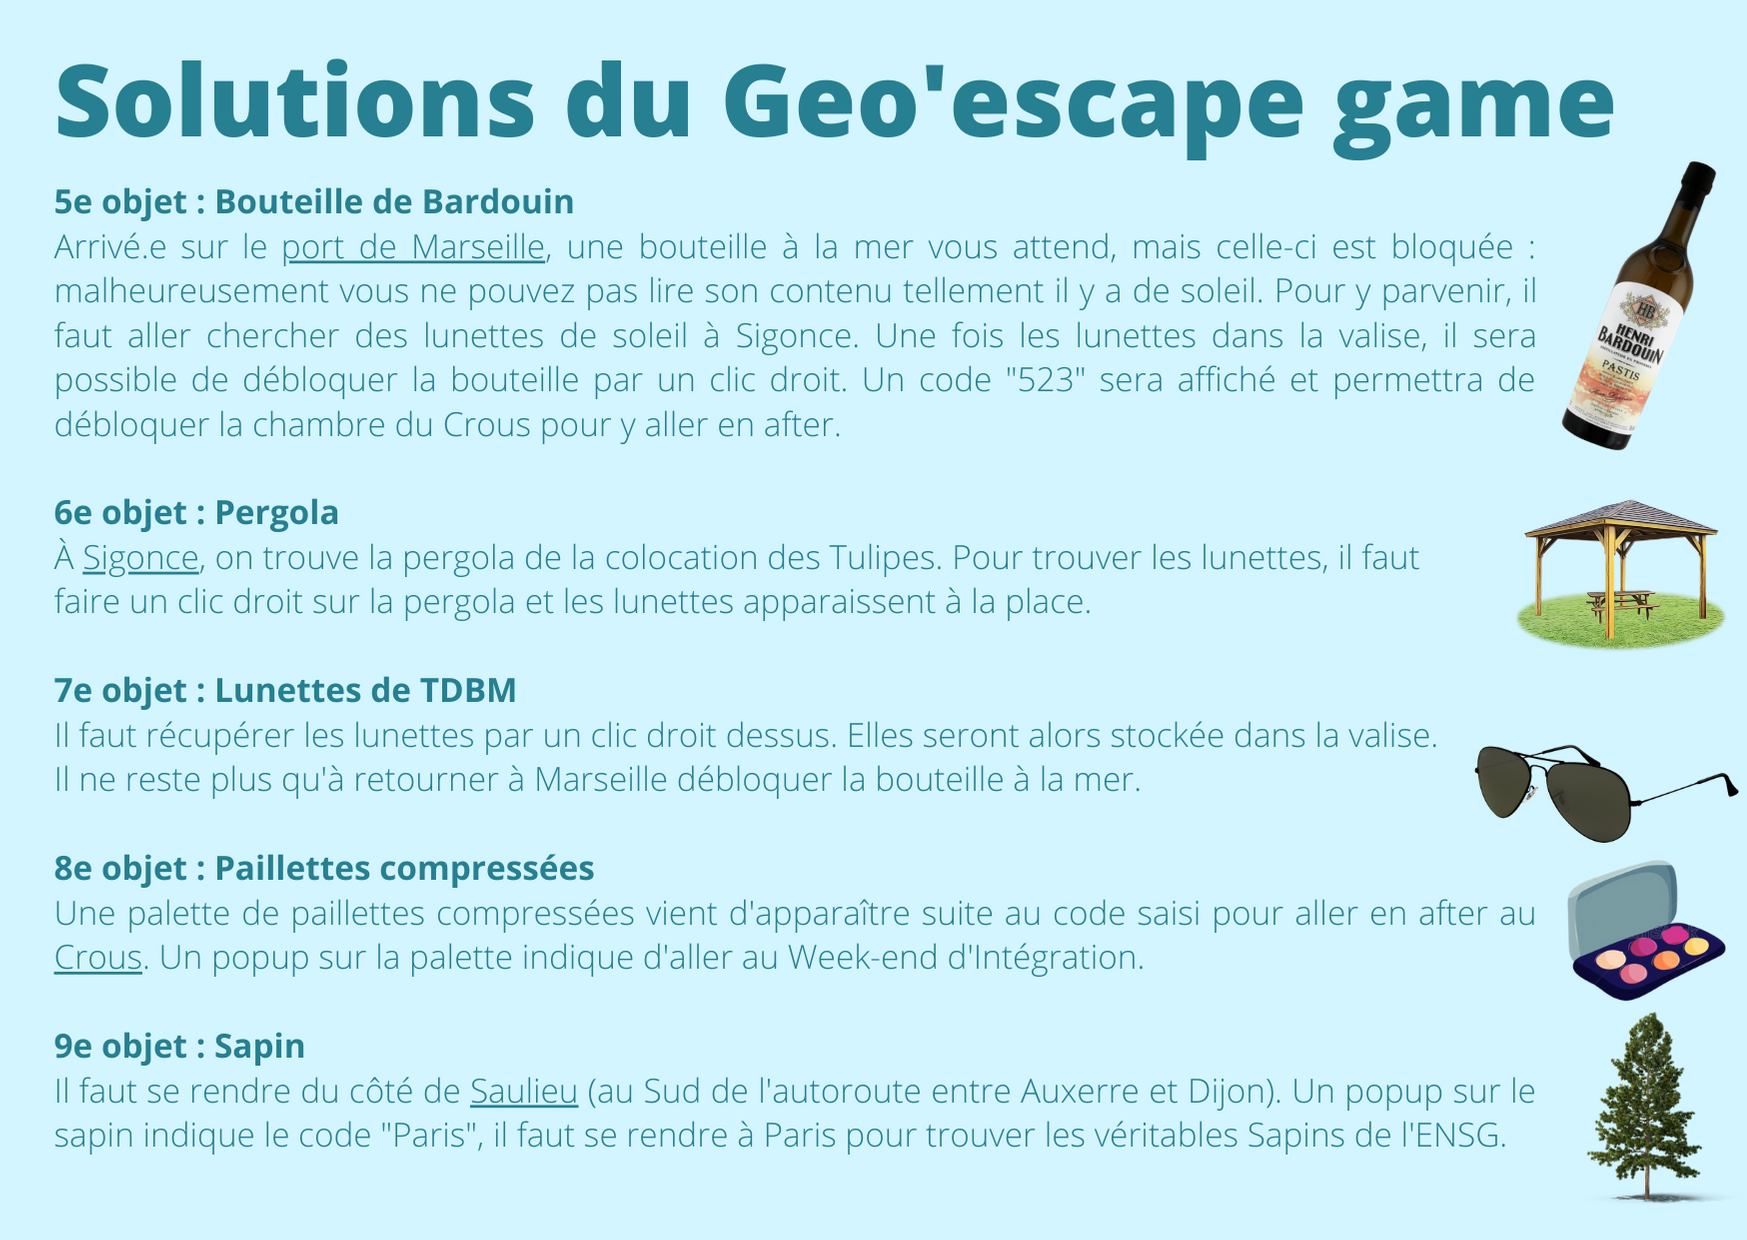 Solutions du Geo'escape game
5e objet : Bouteille de Bardouin
Arrivé.e sur le port de Marseille, une bouteille à la mer vous attend, mais celle-ci est bloquée :
malheureusement vous ne pouvez pas lire son contenu tellement il y a de soleil. Pour y parvenir, il
faut aller chercher des lunettes de soleil à Sigonce. Une fois les lunettes dans la valise, il sera
possible de débloquer la bouteille par un clic droit. Un code "523" sera affiché et permettra de
débloquer la chambre du Crous pour y aller en after.
HB
HENRI
BARDOUIN
PASTIS
6e objet : Pergola
À Sigonce, on trouve la pergola de la colocation des Tulipes. Pour trouver les lunettes, il faut
faire un clic droit sur la pergola et les lunettes apparaissent à la place.
7e objet : Lunettes de TDBM
Il faut récupérer les lunettes par un clic droit dessus. Elles seront alors stockée dans la valise.
Il ne reste plus qu'à retourner à Marseille débloquer la bouteille à la mer.
8e objet : Paillettes compressées
Une palette de paillettes compressées vient d'apparaître suite au code saisi pour aller en after au
Crous. Un popup sur la palette indique d'aller au Week-end d'Intégration.
9e objet : Sapin
Il faut se rendre du côté de Saulieu (au Sud de l'autoroute entre Auxerre et Dijon). Un popup sur le
sapin indique le code "Paris", il faut se rendre à Paris pour trouver les véritables Sapins de l'ENSG.